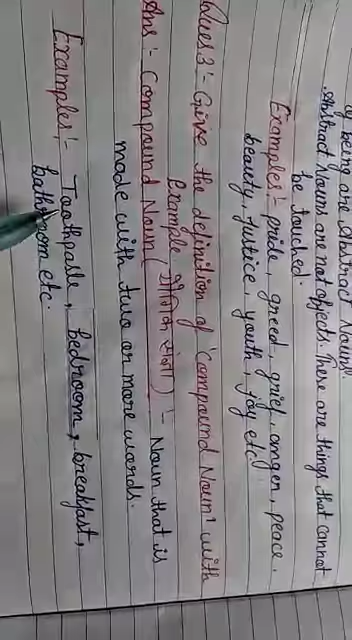 ty being are Abstract Nouns.
Abstract Nouns are not objects. These are things that cannot
be touched.
Examples:- pride, greed, grief, anger, peace,
beauty, justice, youth, joy etc.
Ques.3:- Give the definition of 'Compound Noun' with
Example
Ans:- Compound Noun (यौगिक संज्ञा) :- Noun that is
made with two or more words.
Examples:- Toothpaste, bedroom, breakfast,
bathroom etc.